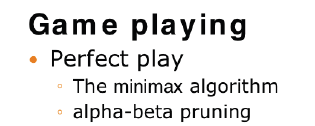 Game playing
• Perfect play
▫ The minimax algorithm
▫ alpha-beta pruning